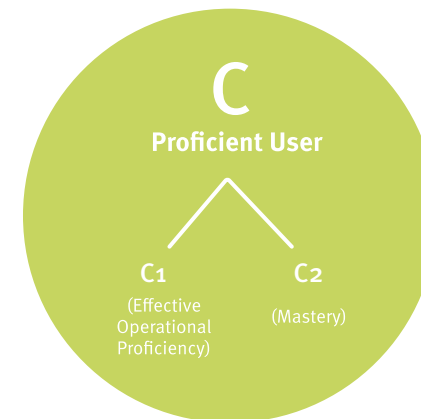 C
Proficient User
C1
(Effective
Operational
Proficiency)
C2
(Mastery)